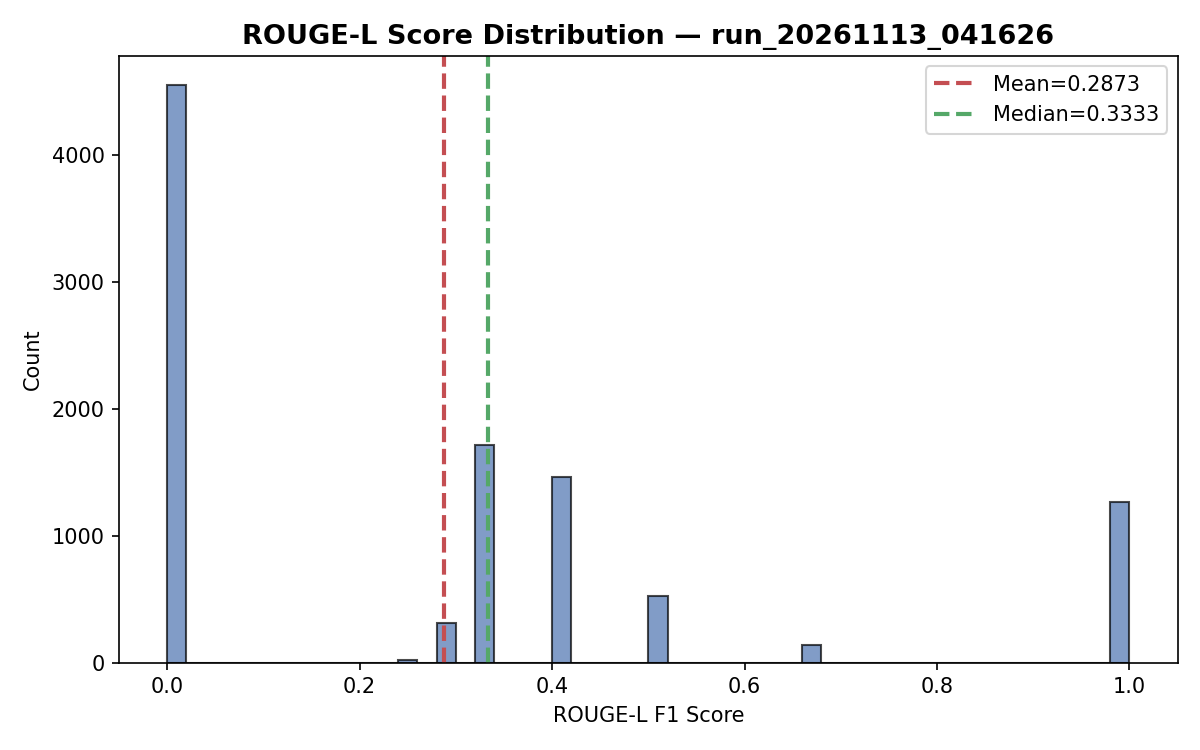 ROUGE-L Score Distribution — run_20261113_041626
Mean=0.2873
Median=0.3333
Count
4000
3000
2000
1000
0
0.0 0.2 0.4 0.6 0.8 1.0
ROUGE-L F1 Score